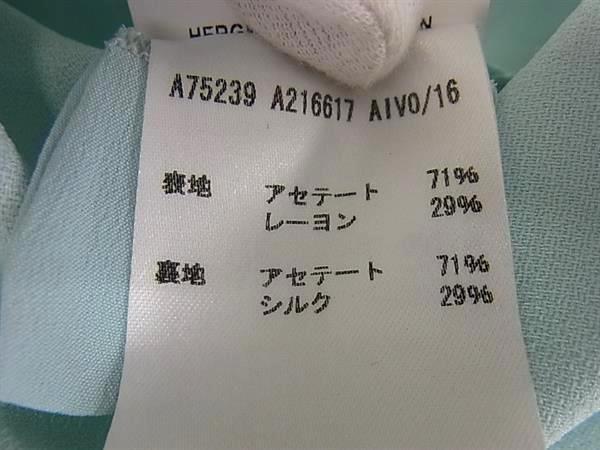 A75239 A216617 AIVO/16
表地 アセテート 71%
レーヨン 29%
裏地 アセテート 71%
シルク 29%